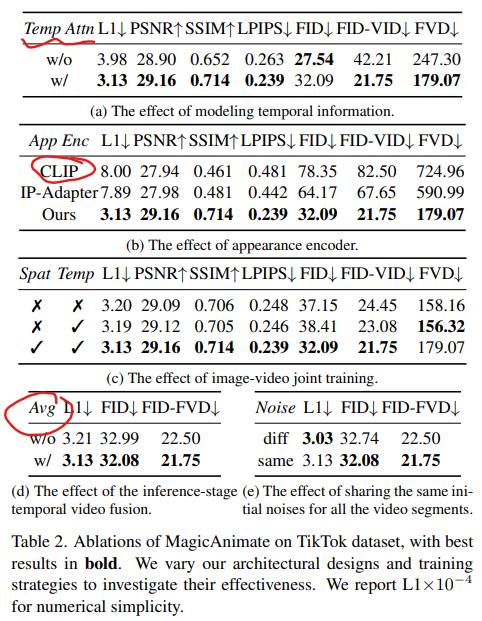 Temp Attn L1↓ PSNR↑ SSIM↑ LPIPS↓ FID↓ FID-VID↓ FVD↓
w/o 3.98 28.90 0.652 0.263 27.54 42.21 247.30
w/ 3.13 29.16 0.714 0.239 32.09 21.75 179.07
(a) The effect of modeling temporal information.
App Enc L1↓ PSNR↑ SSIM↑ LPIPS↓ FID↓ FID-VID↓ FVD↓
CLIP 8.00 27.94 0.461 0.481 78.35 82.50 724.96
IP-Adapter 7.89 27.98 0.481 0.442 64.17 67.65 590.99
Ours 3.13 29.16 0.714 0.239 32.09 21.75 179.07
(b) The effect of appearance encoder.
Spat Temp L1↓ PSNR↑ SSIM↑ LPIPS↓ FID↓ FID-VID↓ FVD↓
✗ ✗ 3.20 29.09 0.706 0.248 37.15 24.45 158.16
✗ ✓ 3.19 29.12 0.705 0.246 38.41 23.08 156.32
✓ ✓ 3.13 29.16 0.714 0.239 32.09 21.75 179.07
(c) The effect of image-video joint training.
Avg L1↓ FID↓ FID-FVD↓
w/o 3.21 32.99 22.50
w/ 3.13 32.08 21.75
(d) The effect of the inference-stage
temporal video fusion.
Noise L1↓ FID↓ FID-FVD↓
diff 3.03 32.74 22.50
same 3.13 32.08 21.75
(e) The effect of sharing the same ini-
tial noises for all the video segments.
Table 2. Ablations of MagicAnimate on TikTok dataset, with best
results in bold. We vary our architectural designs and training
strategies to investigate their effectiveness. We report L1×10⁻⁴
for numerical simplicity.